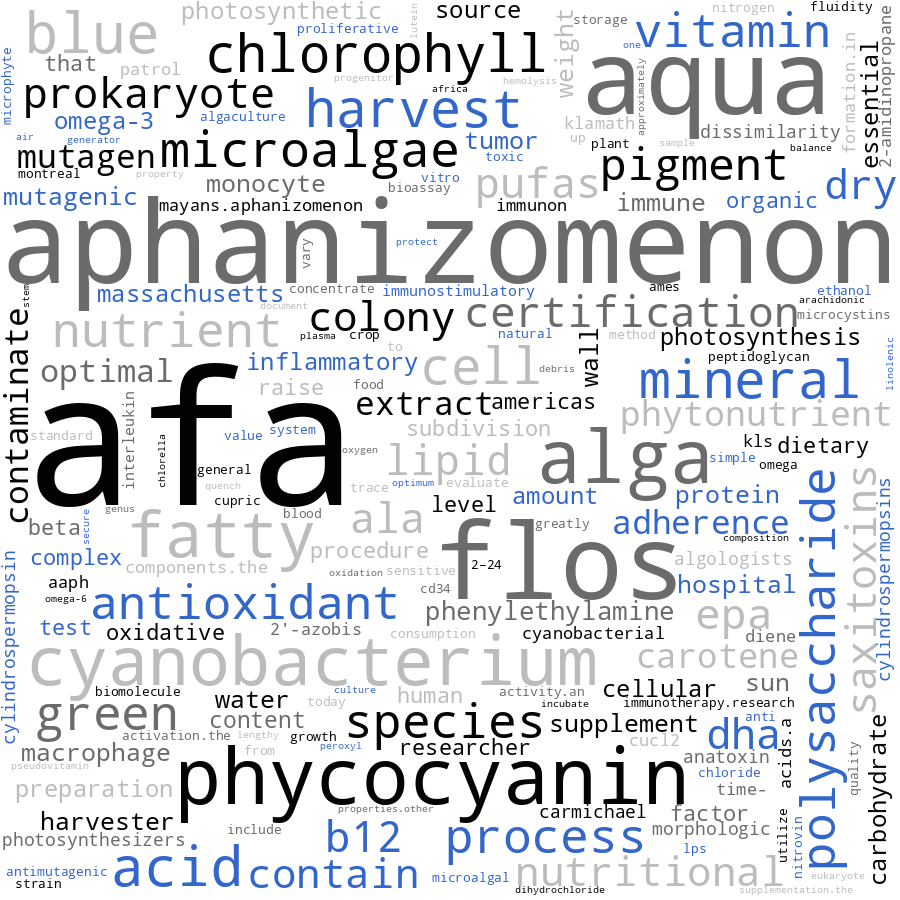 photosynthetic
lutein
source
nitrogen
fluidity
blue
proliferative
weight
storage
vitamin
2-amidinopropane
that
patrol
chlorophyll
one
formation.in
microphyte
progenitor
hemolysis
aqua
essential
prokaryote
africa
approximately
omega-3
algaculture
harvest
klamath
dissimilarity
air
generator
tumor
up
plant
sample
balance
mutagen
microalgae
toxic
pigment
montreal
property
monocyte
vitro
bioassay
pufas
dry
mutagenic
mayans.aphanizomenon
immunon
immune
organic
aphanizomenon
vary
protect
stem
massachusetts
concentrate
immunostimulatory
ames
ethanol
document
arachidonic
contaminate
nutrient
plasma
crop
colony
certification
microcystins
natural
wall
method
photosynthesis
to
peptidoglycan
linolenic
optimal
inflammatory
cell
debris
mineral
afa
raise
food
extract
americas
phytonutrient
interleukin
standard
chlorella
value
system
subdivision
alga
kls
dietary
oxygen
lipid
simple
omega
general
quench
trace
optimum
evaluate
polysaccharide
saxitoxins
cylindrospermopsins
genus
cupric
level
amount
protein
beta
secure
fatty
blood
ala
flos
greatly
adherence
composition
cylindrospermopsin
complex
components.the
procedure
2-24
algologists
aaph
oxidation
sensitive
cd34
hospital
omega-6
antioxidant
phenylethylamine
epa
test
oxidative
2'-azobis
consumption
cyanobacterial
diene
cyanobacterium
carotene
biomolecule
culture
human
activity.an
cellular
sun
green
water
today
incubate
immunotherapy.research
content
species
supplement
dha
anti
acids.a
carbohydrate
activation.the
lengthy
growth
peroxyl
researcher
cucl2
quality
macrophage
from
anatoxin
pseudovitamin
phycocyanin
chloride
preparation
time-
harvester
properties.other
carmichael
factor
utilize
nitrovin
photosynthesizers
include
b12
process
morphologic
lps
antimutagenic
acid
contain
microalgal
nutritional
eukaryote
strain
dihydrochloride
supplementation.the